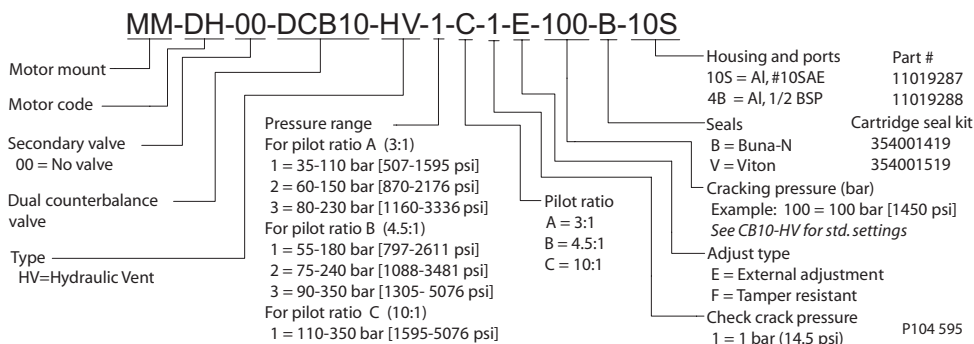 MM-DH-00-DCB10-HV-1-C-1-E-100-B-10S
Motor mount
Motor code
Secondary valve
00 = No valve
Dual counterbalance
valve
Type
HV=Hydraulic Vent
Pressure range
For pilot ratio A (3:1)
1 = 35-110 bar [507-1595 psi]
2 = 60-150 bar [870-2176 psi]
3 = 80-230 bar [1160-3336 psi]
For pilot ratio B (4.5:1)
1 = 55-180 bar [797-2611 psi]
2 = 75-240 bar [1088-3481 psi]
3 = 90-350 bar [1305- 5076 psi]
For pilot ratio C (10:1)
1 = 110-350 bar [1595-5076 psi]
Pilot ratio
A = 3:1
B = 4.5:1
C = 10:1
Housing and ports Part #
10S = Al, #10SAE 11019287
4B = Al, 1/2 BSP 11019288
Seals Cartridge seal kit
B = Buna-N 354001419
V = Viton 354001519
Cracking pressure (bar)
Example: 100 = 100 bar [1450 psi]
See CB10-HV for std. settings
Adjust type
E = External adjustment
F = Tamper resistant
Check crack pressure
1 = 1 bar (14.5 psi)
P104 595